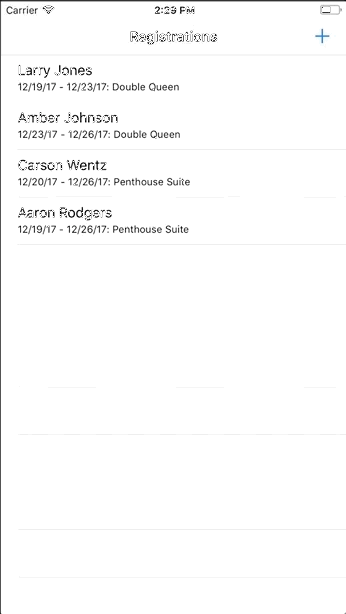 Carrier 2:29 PM
Registrations +
Larry Jones
12/19/17 - 12/23/17: Double Queen
Amber Johnson
12/23/17 - 12/26/17: Double Queen
Carson Wentz
12/20/17 - 12/26/17: Penthouse Suite
Aaron Rodgers
12/19/17 - 12/26/17: Penthouse Suite